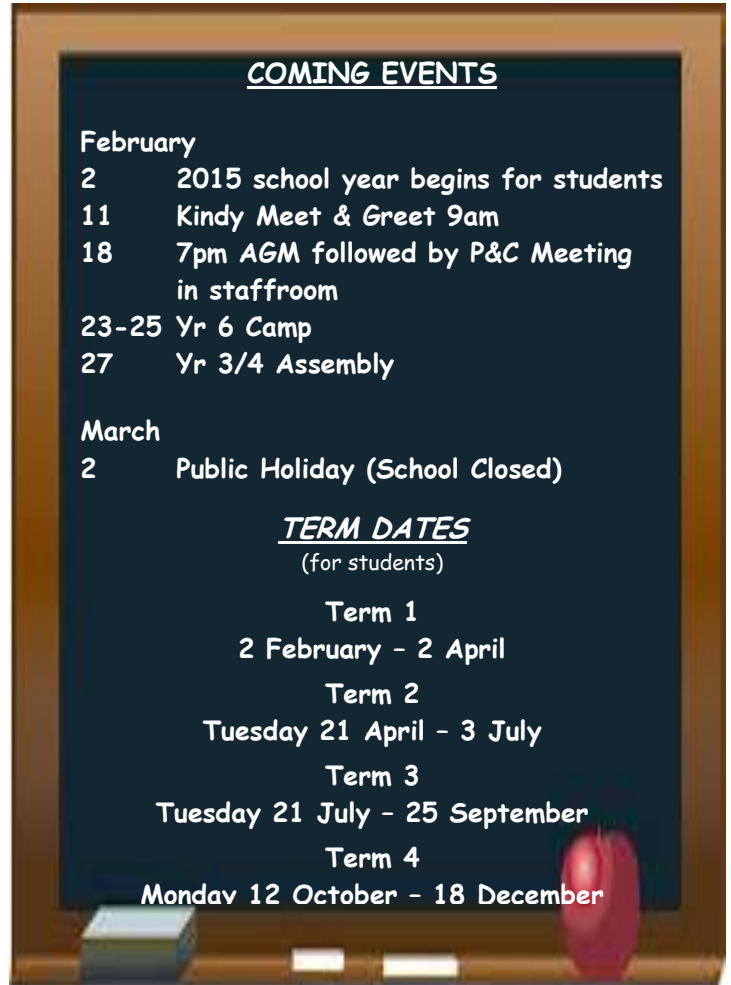 COMING EVENTS
February
2 2015 school year begins for students
11 Kindy Meet & Greet 9am
18 7pm AGM followed by P&C Meeting
in staffroom
23-25 Yr 6 Camp
27 Yr 3/4 Assembly
March
2 Public Holiday (School Closed)
TERM DATES
(for students)
Term 1
2 February – 2 April
Term 2
Tuesday 21 April – 3 July
Term 3
Tuesday 21 July – 25 September
Term 4
Monday 12 October – 18 December